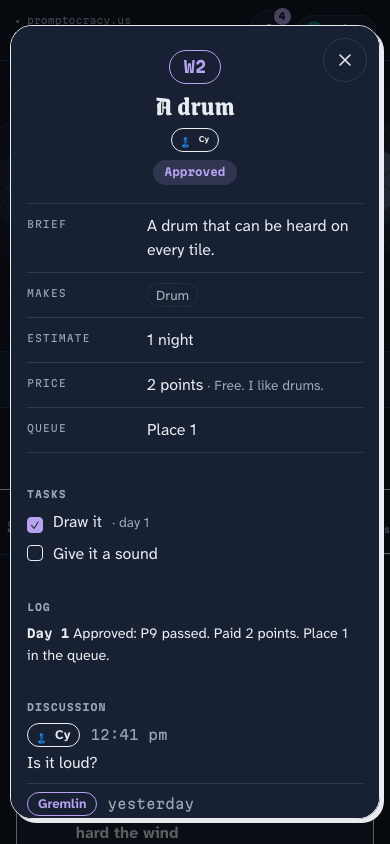 promptocracy.us
4
W2
A drum
Cy
Approved
BRIEF
A drum that can be heard on
every tile.
MAKES
Drum
ESTIMATE
1 night
PRICE
2 points · Free. I like drums.
QUEUE
Place 1
TASKS
Draw it · day 1
Give it a sound
LOG
Day 1 Approved: P9 passed. Paid 2 points. Place 1
in the queue.
DISCUSSION
Cy 12:41 pm
Is it loud?
Gremlin yesterday
hard the wind